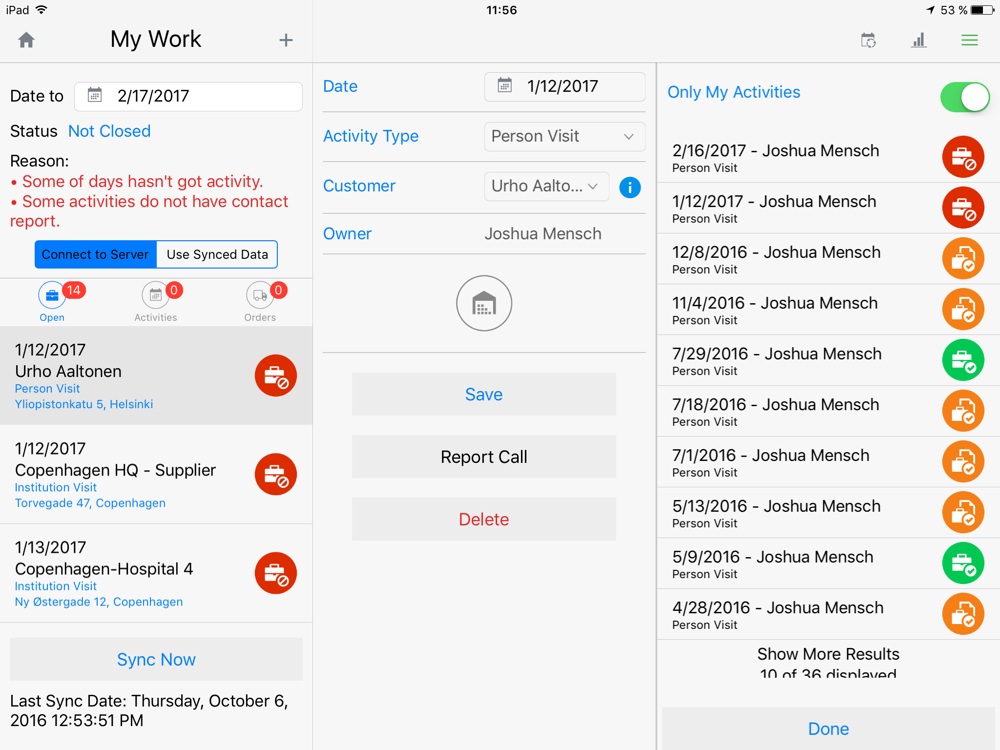 iPad
11:56
53 %
My Work
Date to 2/17/2017
Status Not Closed
Reason:
• Some of days hasn't got activity.
• Some activities do not have contact
report.
Connect to Server
Use Synced Data
14
0
0
Open
Activities
Orders
1/12/2017
Urho Aaltonen
Person Visit
Yliopistonkatu 5, Helsinki
1/12/2017
Copenhagen HQ - Supplier
Institution Visit
Torvegade 47, Copenhagen
1/13/2017
Copenhagen-Hospital 4
Institution Visit
Ny Østergade 12, Copenhagen
Sync Now
Last Sync Date: Thursday, October 6,
2016 12:53:51 PM
Date 1/12/2017
Activity Type Person Visit
Customer Urho Aalto... i
Owner Joshua Mensch
Save
Report Call
Delete
Only My Activities
2/16/2017 - Joshua Mensch
Person Visit
1/12/2017 - Joshua Mensch
Person Visit
12/8/2016 - Joshua Mensch
Person Visit
11/4/2016 - Joshua Mensch
Person Visit
7/29/2016 - Joshua Mensch
Person Visit
7/18/2016 - Joshua Mensch
Person Visit
7/1/2016 - Joshua Mensch
Person Visit
5/13/2016 - Joshua Mensch
Person Visit
5/9/2016 - Joshua Mensch
Person Visit
4/28/2016 - Joshua Mensch
Person Visit
Show More Results
10 of 36 displayed
Done